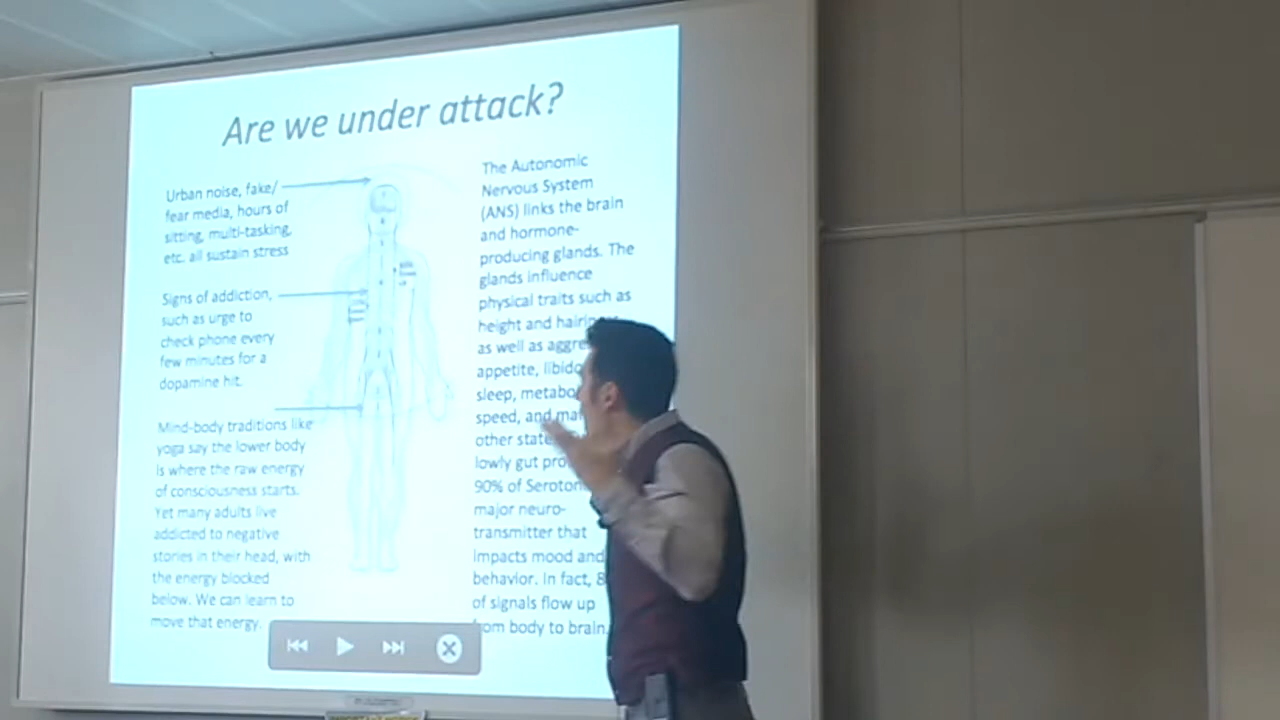 Are we under attack?
Urban noise, fake/
fear media, hours of
sitting, multi-tasking,
etc. all sustain stress
Signs of addiction,
such as urge to
check phone every
few minutes for a
dopamine hit.
Mind-body traditions like
yoga say the lower body
is where the raw energy
of consciousness starts.
Yet many adults live
addicted to negative
stories in their head, with
the energy blocked
below. We can learn to
move that energy.
The Autonomic
Nervous System
(ANS) links the brain
and hormone-
producing glands. The
glands influence
physical traits such as
height and
as well as
appetite,
sleep,
speed, and
other
lowly gut
90% of
major neuro-
transmitter that
impacts mood and
behavior. In fact,
of signals flow up
from body to brain.